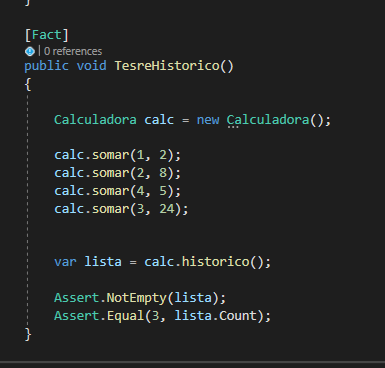 }
[Fact]
| 0 references
public void TesreHistorico()
{
Calculadora calc = new Calculadora();
calc.somar(1, 2);
calc.somar(2, 8);
calc.somar(4, 5);
calc.somar(3, 24);
var lista = calc.historico();
Assert.NotEmpty(lista);
Assert.Equal(3, lista.Count);
}